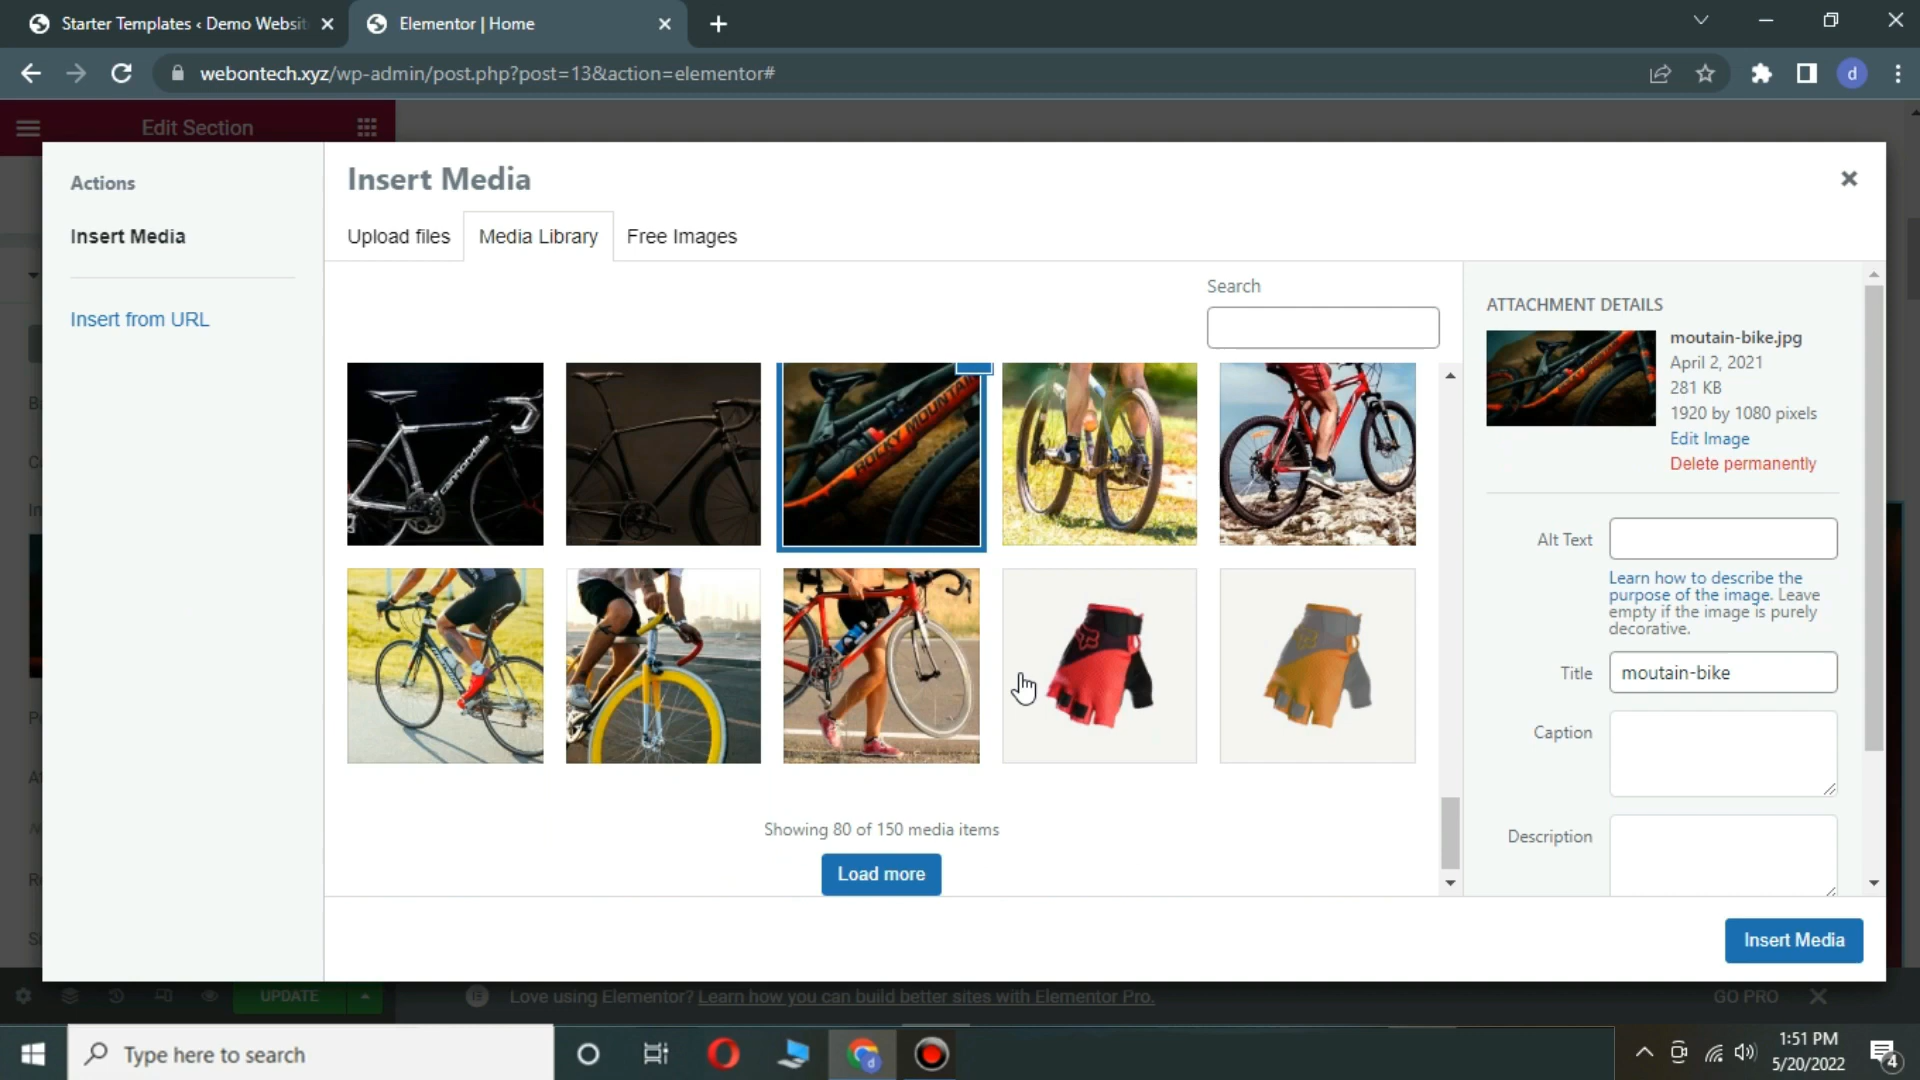 Starter Templates ‹ Demo Websit
Elementor | Home
webontech.xyz/wp-admin/post.php?post=13&action=elementor#
d
Edit Section
Actions
Insert Media
Insert from URL
Insert Media
Upload files
Media Library
Free Images
Search
cannondale
ROCKY MOUNTAIN
Showing 80 of 150 media items
Load more
ATTACHMENT DETAILS
moutain-bike.jpg
April 2, 2021
281 KB
1920 by 1080 pixels
Edit Image
Delete permanently
Alt Text
Learn how to describe the
purpose of the image. Leave
empty if the image is purely
decorative.
Title
moutain-bike
Caption
Description
Insert Media
UPDATE
Love using Elementor? Learn how you can build better sites with Elementor Pro.
GO PRO
Type here to search
1:51 PM
5/20/2022
4